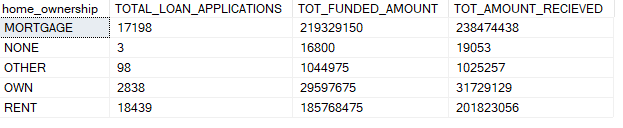 home_ownership TOTAL_LOAN_APPLICATIONS TOT_FUNDED_AMOUNT TOT_AMOUNT_RECIEVED
MORTGAGE 17198 219329150 238474438
NONE 3 16800 19053
OTHER 98 1044975 1025257
OWN 2838 29597675 31729129
RENT 18439 185768475 201823056